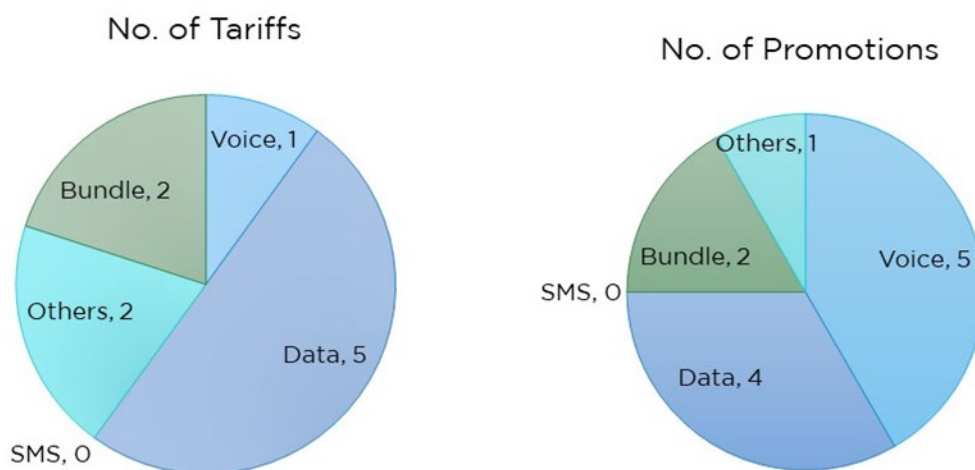 No. of Tariffs
Voice, 1
Bundle, 2
Others, 2
Data, 5
SMS, 0
No. of Promotions
Others, 1
Bundle, 2
Voice, 5
SMS, 0
Data, 4